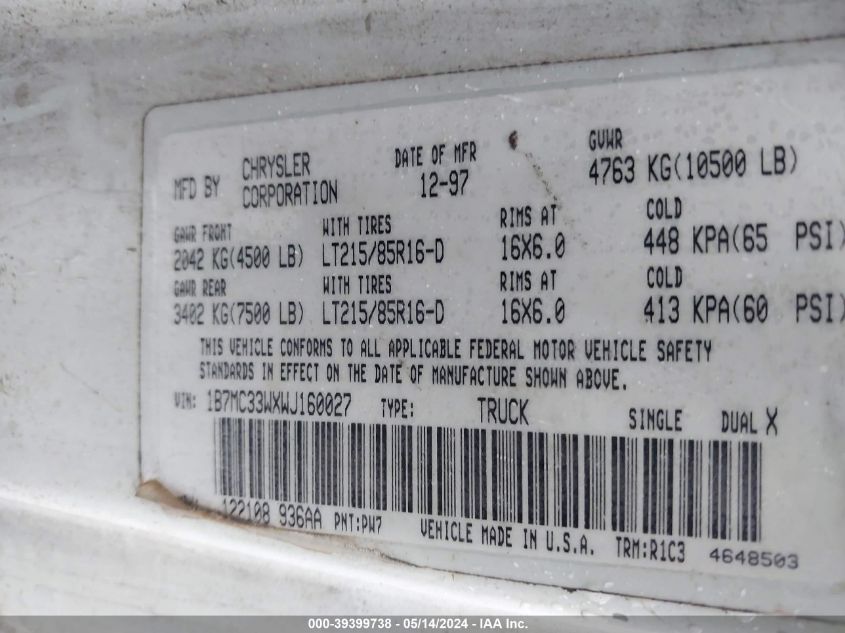 MFD BY CHRYSLER CORPORATION DATE OF MFR 12-97 GVWR 4763 KG(10500 LB)
GAWR FRONT WITH TIRES RIMS AT COLD
2042 KG(4500 LB) LT215/85R16-D 16X6.0 448 KPA(65 PSI)
GAWR REAR WITH TIRES RIMS AT COLD
3402 KG(7500 LB) LT215/85R16-D 16X6.0 413 KPA(60 PSI)
THIS VEHICLE CONFORMS TO ALL APPLICABLE FEDERAL MOTOR VEHICLE SAFETY
STANDARDS IN EFFECT ON THE DATE OF MANUFACTURE SHOWN ABOVE.
VIN: 1B7MC33WXWJ160027 TYPE: TRUCK SINGLE DUAL X
122108 936AA PNT:PW7 VEHICLE MADE IN U.S.A. TRM:R1C3 4648503
000-39399738 - 05/14/2024 - IAA Inc.